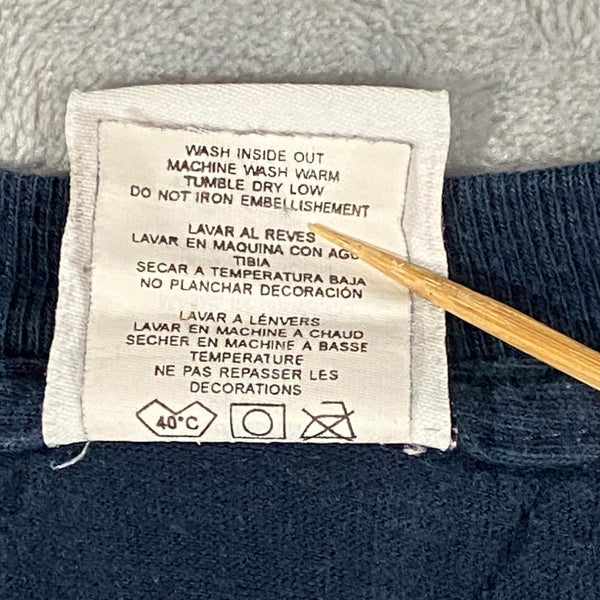 WASH INSIDE OUT
MACHINE WASH WARM
TUMBLE DRY LOW
DO NOT IRON EMBELLISHMENT
LAVAR AL REVES
LAVAR EN MAQUINA CON
TIBIA
SECAR A TEMPERATURA BAJA
NO PLANCHAR DECORACIÓN
LAVAR A LÉNVERS
LAVAR EN MACHINE A CHAUD
SECHER EN MACHINE A BASSE
TEMPERATURE
NE PAS REPASSER LES
DECORATIONS
40°C